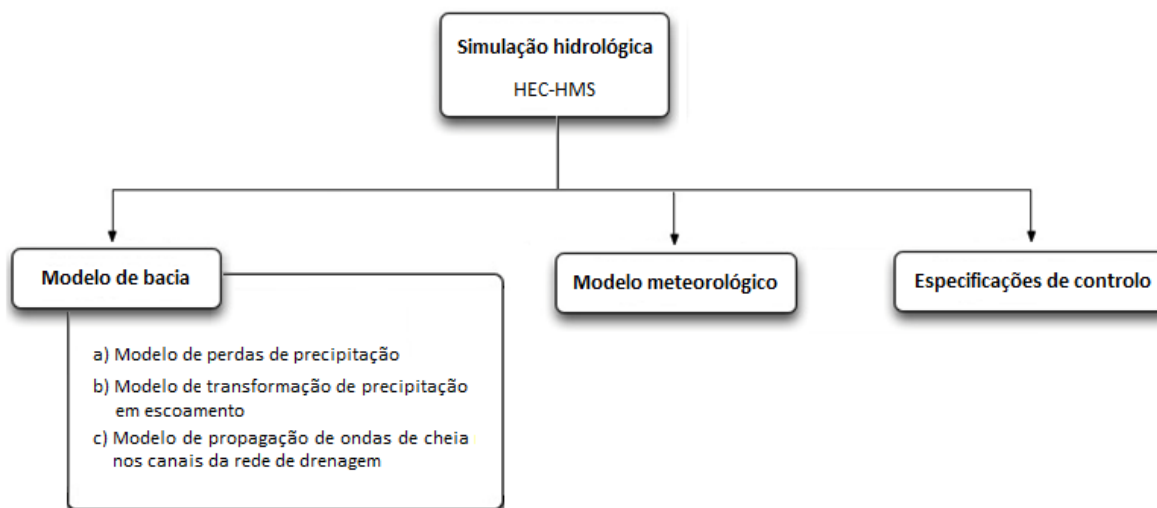 Simulação hidrológica
HEC-HMS
Modelo de bacia
Modelo meteorológico
Especificações de controlo
a) Modelo de perdas de precipitação
b) Modelo de transformação de precipitação
em escoamento
c) Modelo de propagação de ondas de cheia
nos canais da rede de drenagem